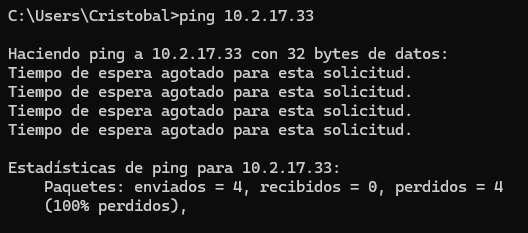 C:\Users\Cristobal>ping 10.2.17.33
Haciendo ping a 10.2.17.33 con 32 bytes de datos:
Tiempo de espera agotado para esta solicitud.
Tiempo de espera agotado para esta solicitud.
Tiempo de espera agotado para esta solicitud.
Tiempo de espera agotado para esta solicitud.
Estadísticas de ping para 10.2.17.33:
Paquetes: enviados = 4, recibidos = 0, perdidos = 4
(100% perdidos),